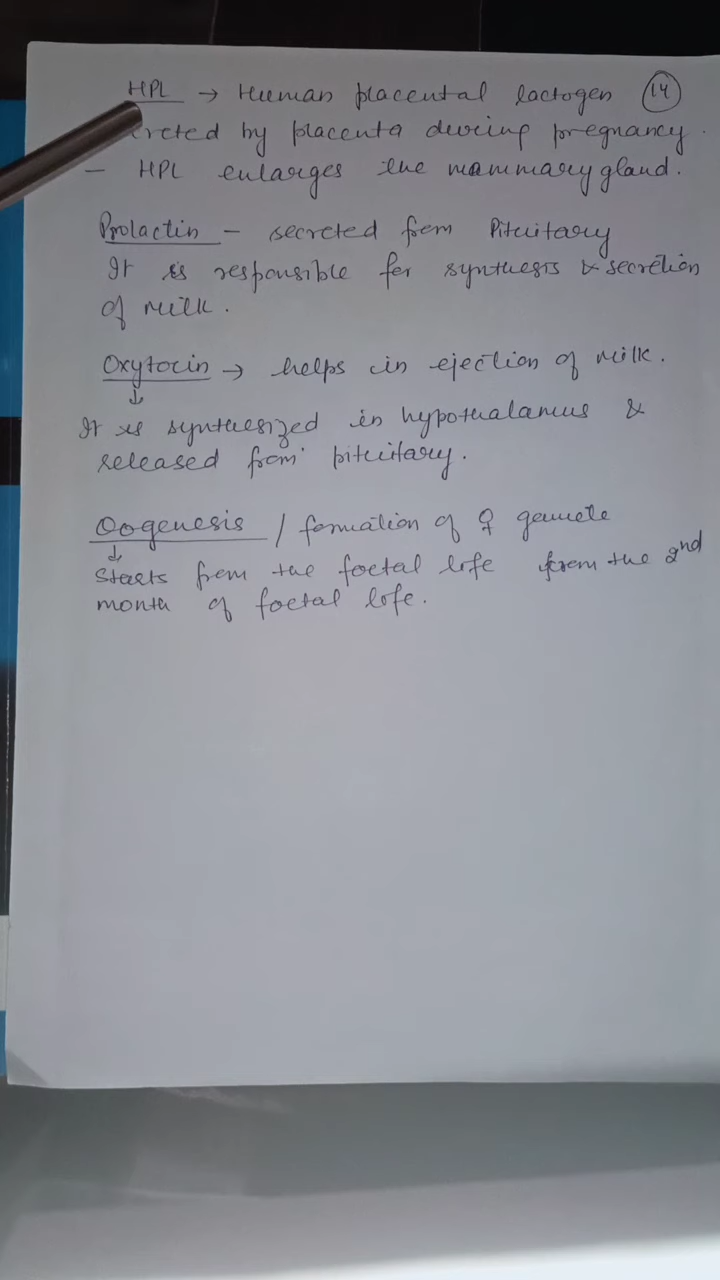 HPL → Human placental lactogen (14)
creted by placenta during pregnancy.
- HPL enlarges the mammary gland.
Prolactin - secreted from Pituitary
It is responsible for synthesis & secretion
of milk.
Oxytocin → helps in ejection of milk.
↓
It is synthesized in hypothalamus &
released from pituitary.
Oogenesis / formation of ♀ gamete
↓
starts from the foetal life from the 2nd
month of foetal life.